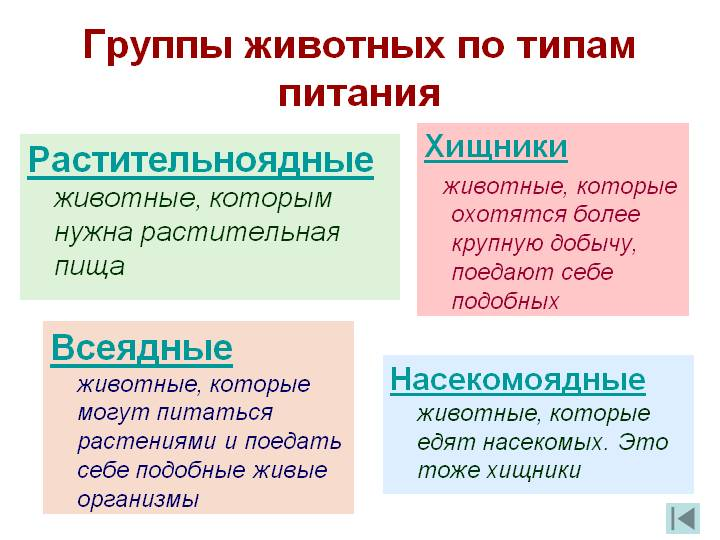 Группы животных по типам
питания
Растительноядные
животные, которым
нужна растительная
пища
Хищники
животные, которые
охотятся более
крупную добычу,
поедают себе
подобных
Всеядные
животные, которые
могут питаться
растениями и поедать
себе подобные живые
организмы
Насекомоядные
животные, которые
едят насекомых. Это
тоже хищники